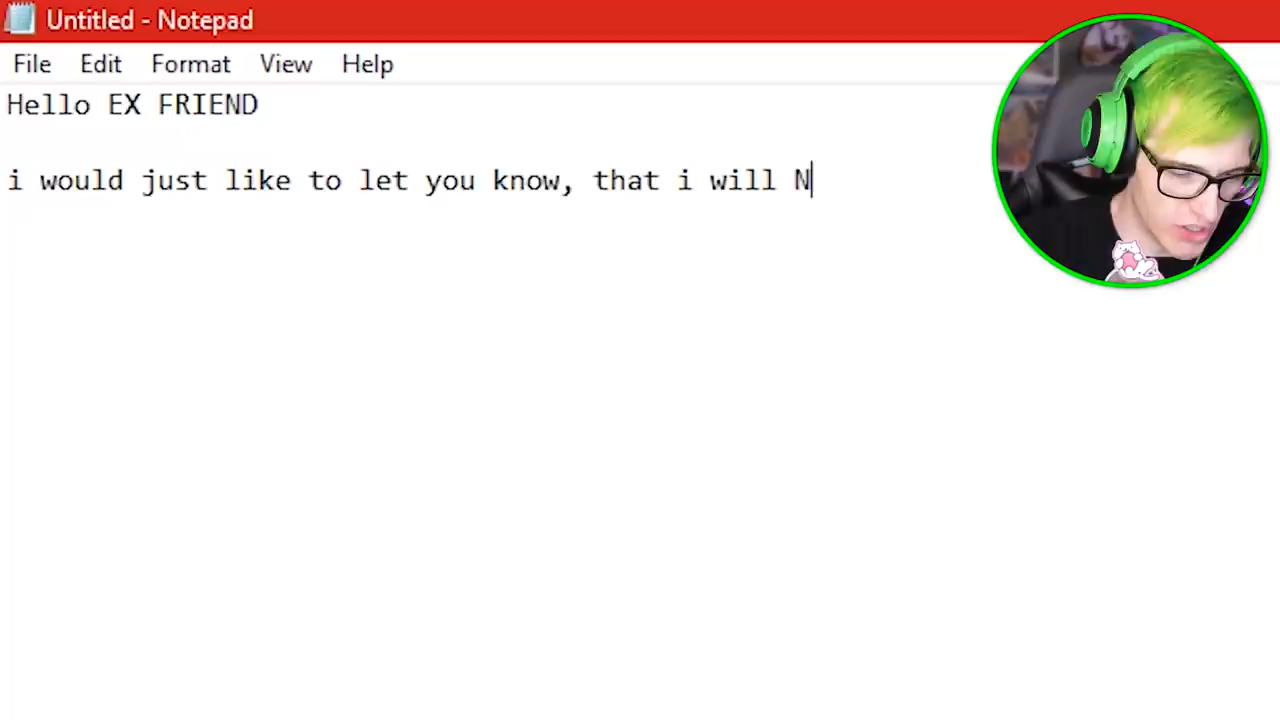 Untitled - Notepad
File Edit Format View Help
Hello EX FRIEND
i would just like to let you know, that i will N